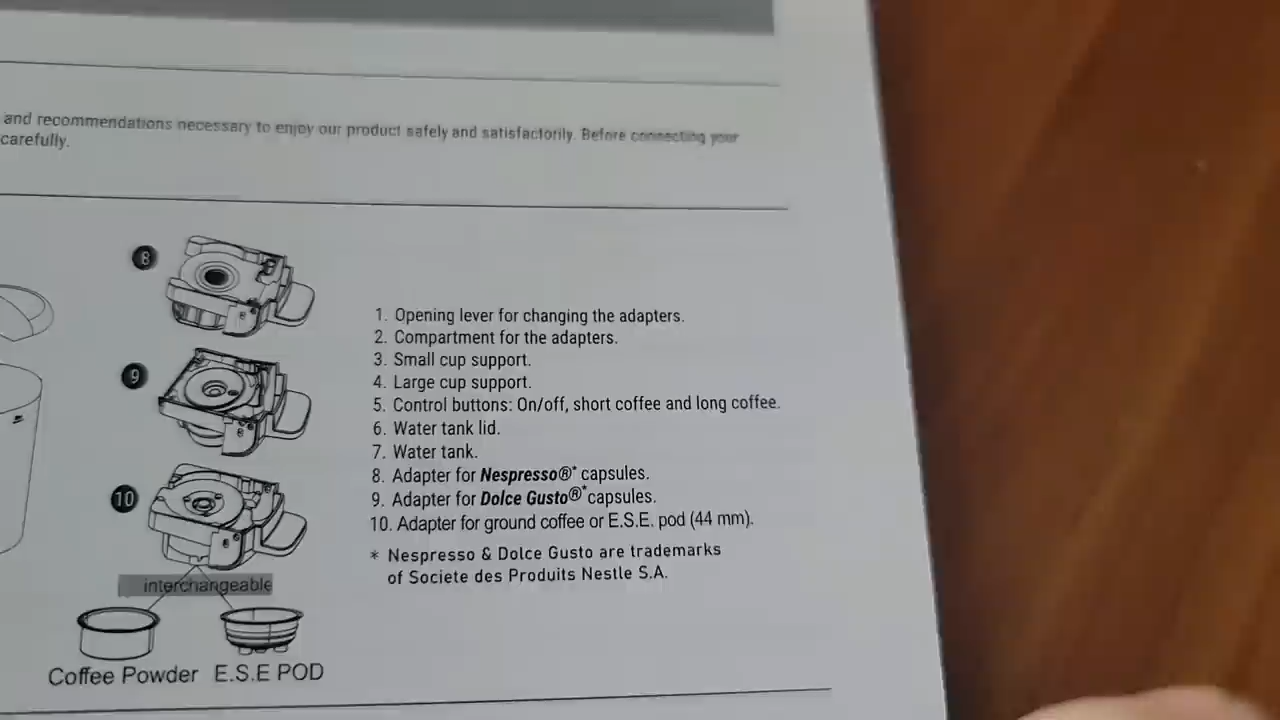 and recommendations necessary to enjoy our product safely and satisfactorily. Before connecting your
carefully.
8
9
10
interchangeable
Coffee Powder E.S.E POD
1. Opening lever for changing the adapters.
2. Compartment for the adapters.
3. Small cup support.
4. Large cup support.
5. Control buttons: On/off, short coffee and long coffee.
6. Water tank lid.
7. Water tank.
8. Adapter for Nespresso®* capsules.
9. Adapter for Dolce Gusto®* capsules.
10. Adapter for ground coffee or E.S.E. pod (44 mm).
* Nespresso & Dolce Gusto are trademarks
of Societe des Produits Nestle S.A.